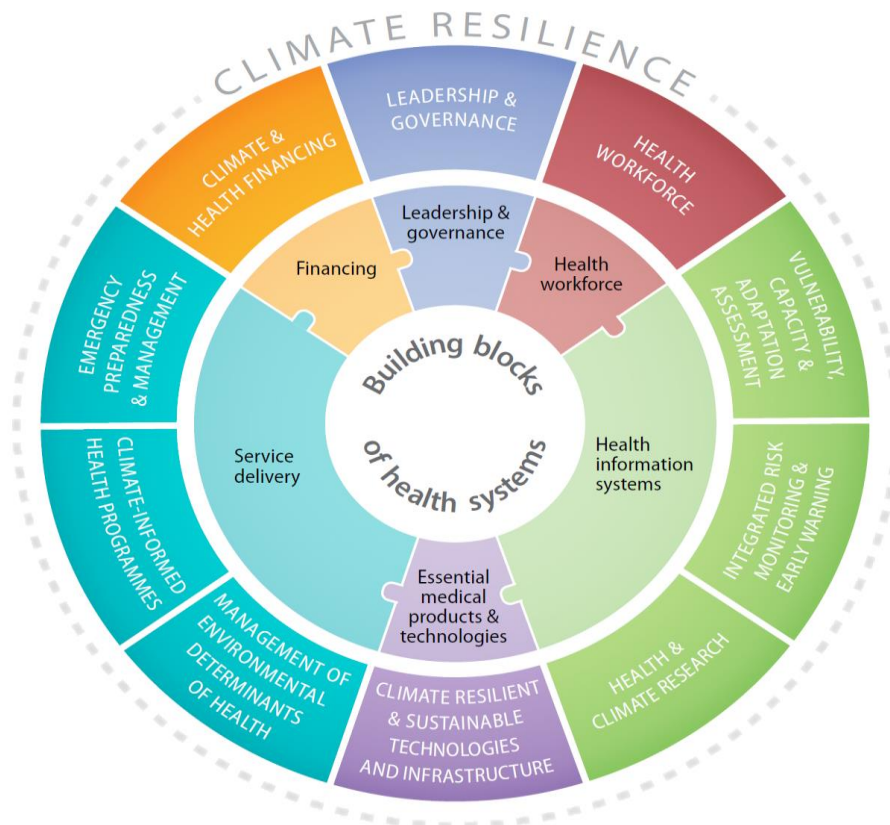 CLIMATE RESILIENCE
LEADERSHIP &
GOVERNANCE
HEALTH
WORKFORCE
VULNERABILITY,
CAPACITY &
ADAPTATION
ASSESSMENT
INTEGRATED RISK
MONITORING &
EARLY WARNING
HEALTH &
CLIMATE RESEARCH
CLIMATE RESILIENT
& SUSTAINABLE
TECHNOLOGIES
AND INFRASTRUCTURE
MANAGEMENT OF
ENVIRONMENTAL
DETERMINANTS
OF HEALTH
CLIMATE-INFORMED
HEALTH PROGRAMMES
EMERGENCY
PREPAREDNESS
& MANAGEMENT
CLIMATE &
HEALTH FINANCING
Leadership &
governance
Health
workforce
Health
information
systems
Essential
medical
products &
technologies
Service
delivery
Financing
Building blocks
of health systems